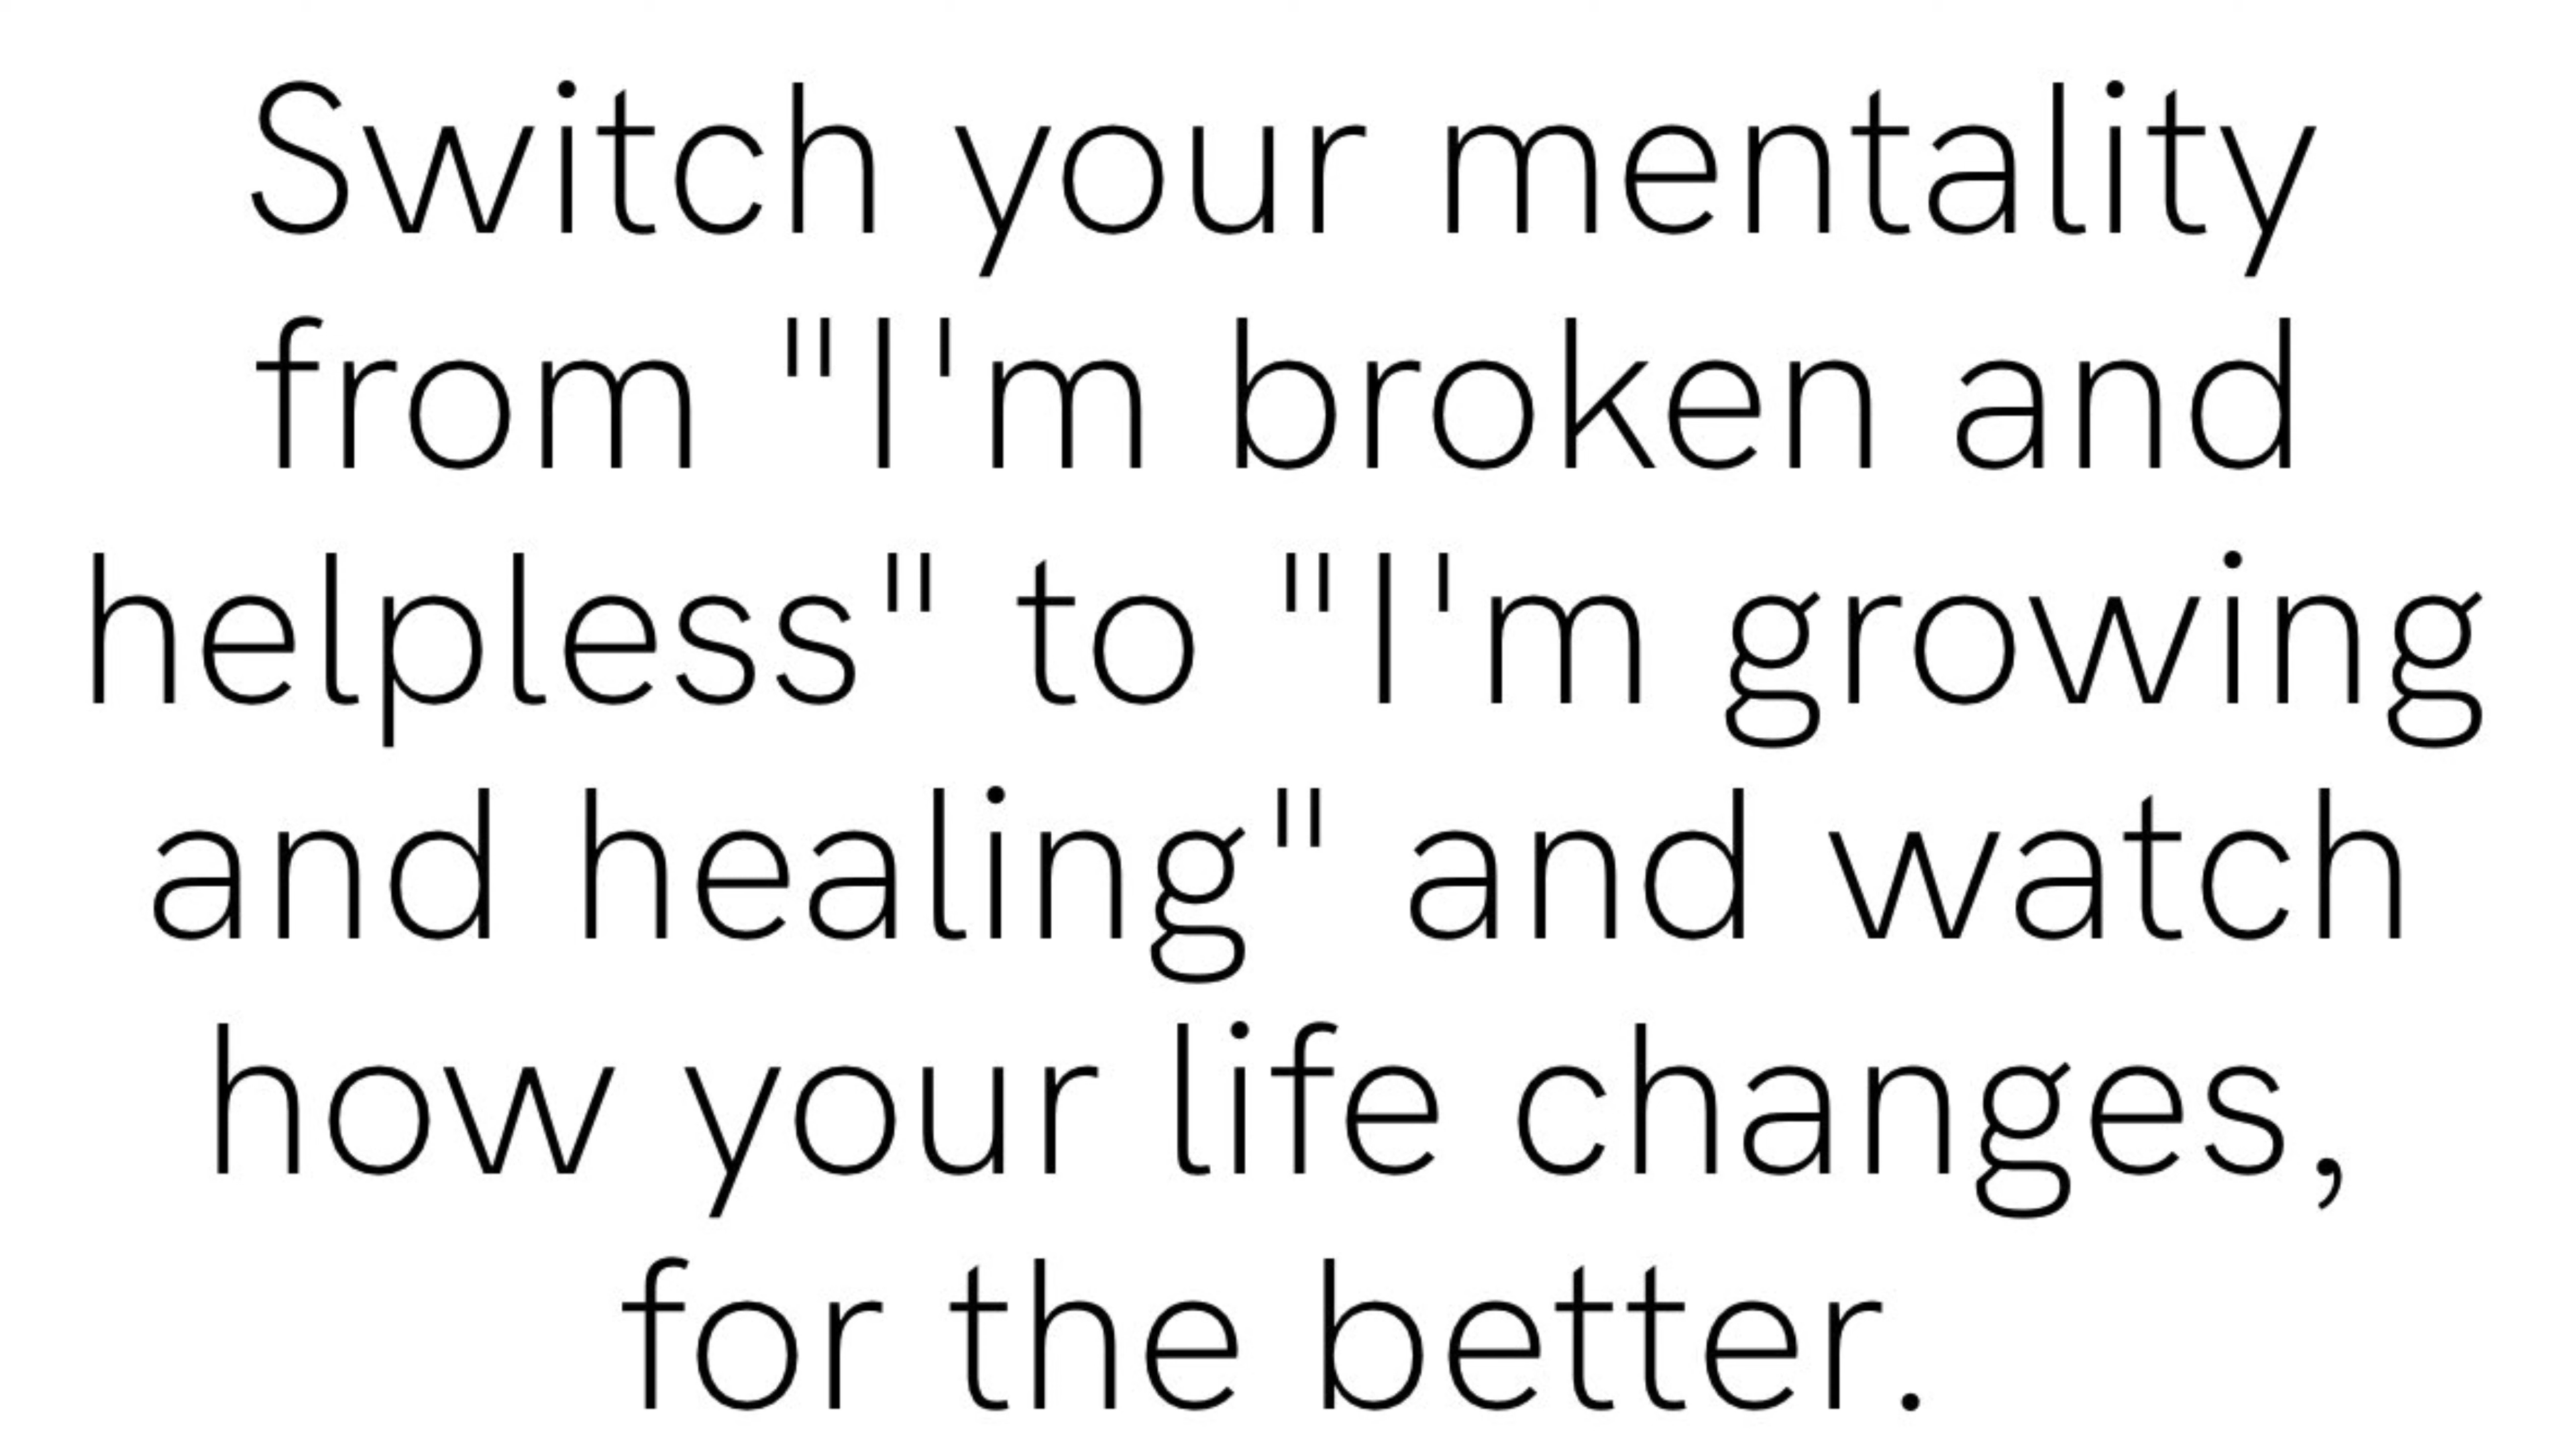 Switch your mentality
from "I'm broken and
helpless" to "I'm growing
and healing" and watch
how your life changes,
for the better.